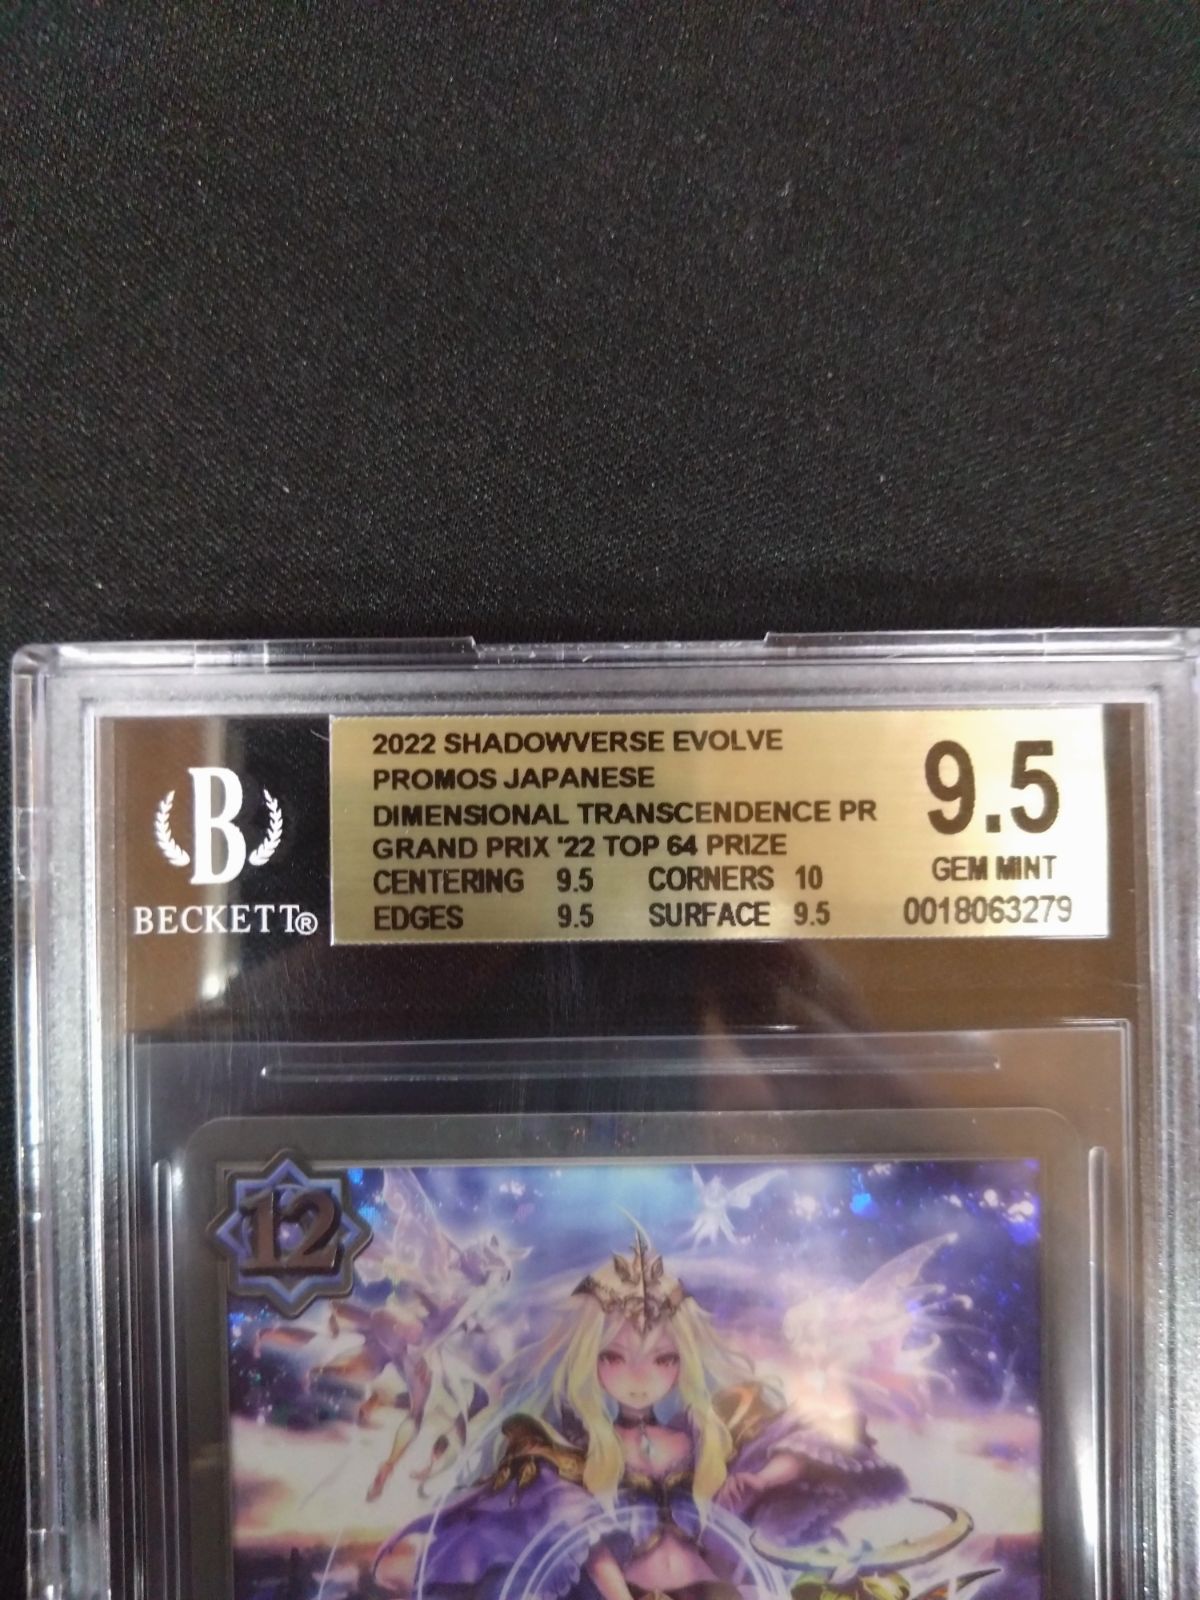 B
BECKETT®
2022 SHADOWVERSE EVOLVE
PROMOS JAPANESE
DIMENSIONAL TRANSCENDENCE PR
GRAND PRIX '22 TOP 64 PRIZE
CENTERING 9.5 CORNERS 10
EDGES 9.5 SURFACE 9.5
9.5
GEM MINT
0018063279
12